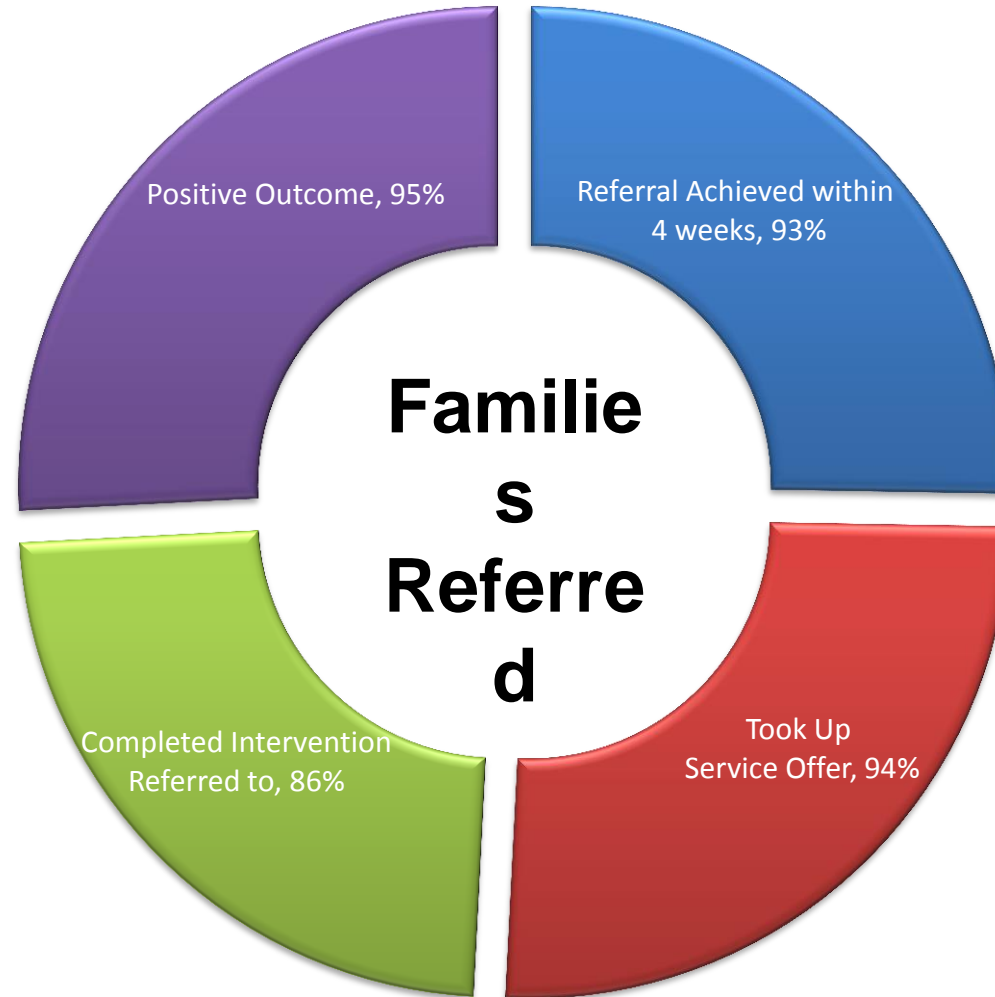 Positive Outcome, 95%
Referral Achieved within
4 weeks, 93%
Familie
s
Referre
d
Completed Intervention
Referred to, 86%
Took Up
Service Offer, 94%